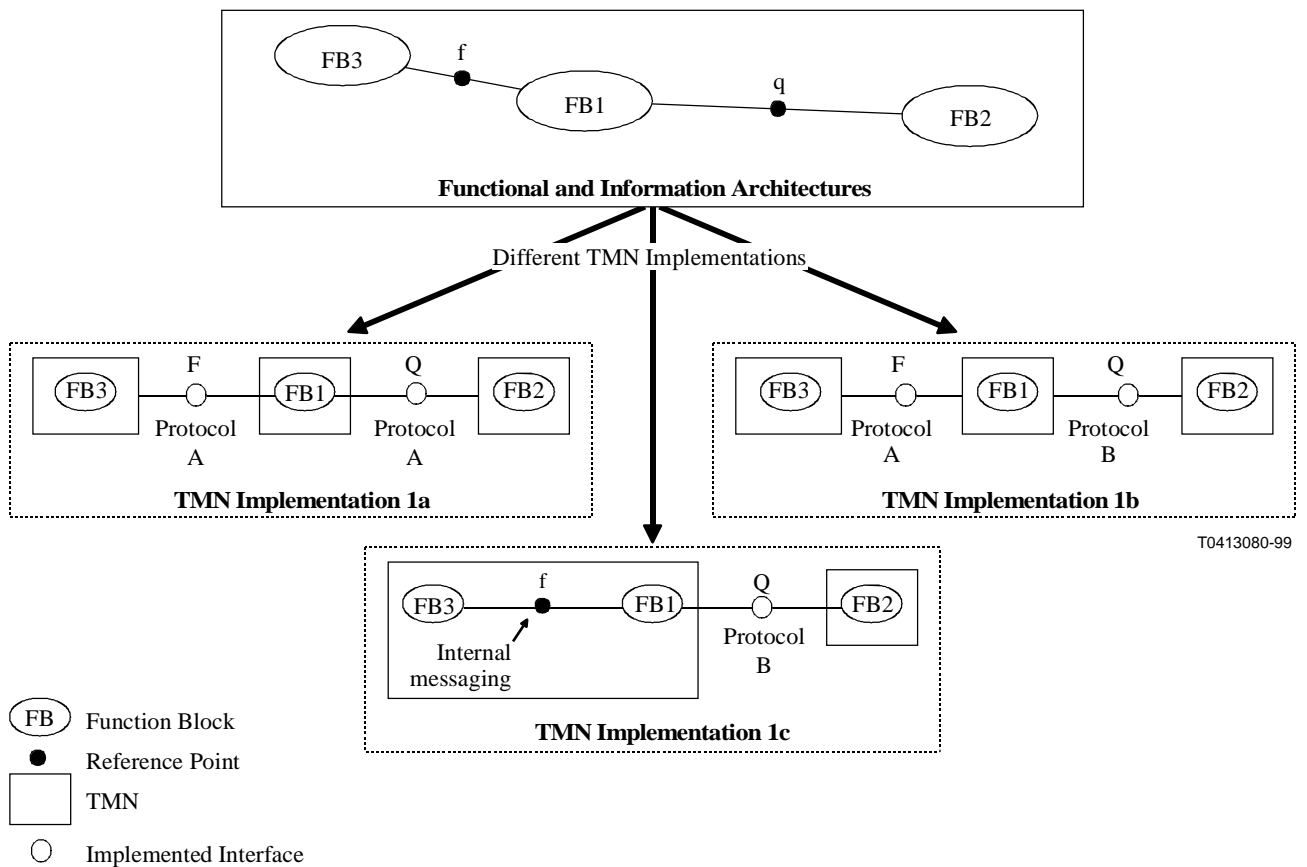 FB3
f
FB1
q
FB2
Functional and Information Architectures
Different TMN Implementations
FB3
F
Protocol
A
FB1
Q
Protocol
A
FB2
TMN Implementation 1a
FB3
F
Protocol
A
FB1
Q
Protocol
B
FB2
TMN Implementation 1b
T0413080-99
FB3
f
Internal
messaging
FB1
Q
Protocol
B
FB2
TMN Implementation 1c
FB Function Block
Reference Point
TMN
Implemented Interface